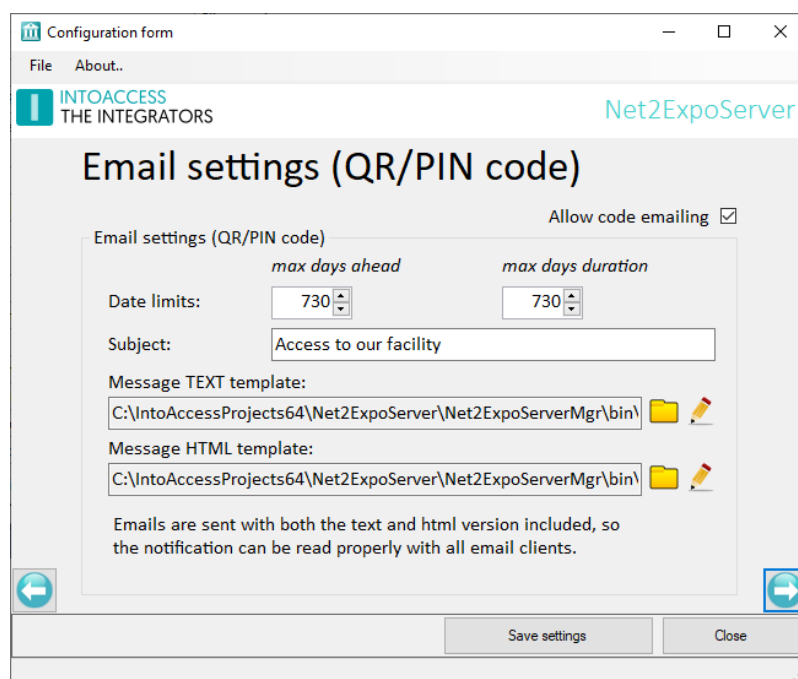 Configuration form
File About..
INTOACCESS
THE INTEGRATORS
Net2ExpoServer
Email settings (QR/PIN code)
Allow code emailing
Email settings (QR/PIN code)
max days ahead max days duration
Date limits: 730 730
Subject: Access to our facility
Message TEXT template:
C:\IntoAccessProjects64\Net2ExpoServer\Net2ExpoServerMgr\bin\
Message HTML template:
C:\IntoAccessProjects64\Net2ExpoServer\Net2ExpoServerMgr\bin\
Emails are sent with both the text and html version included, so
the notification can be read properly with all email clients.
Save settings Close